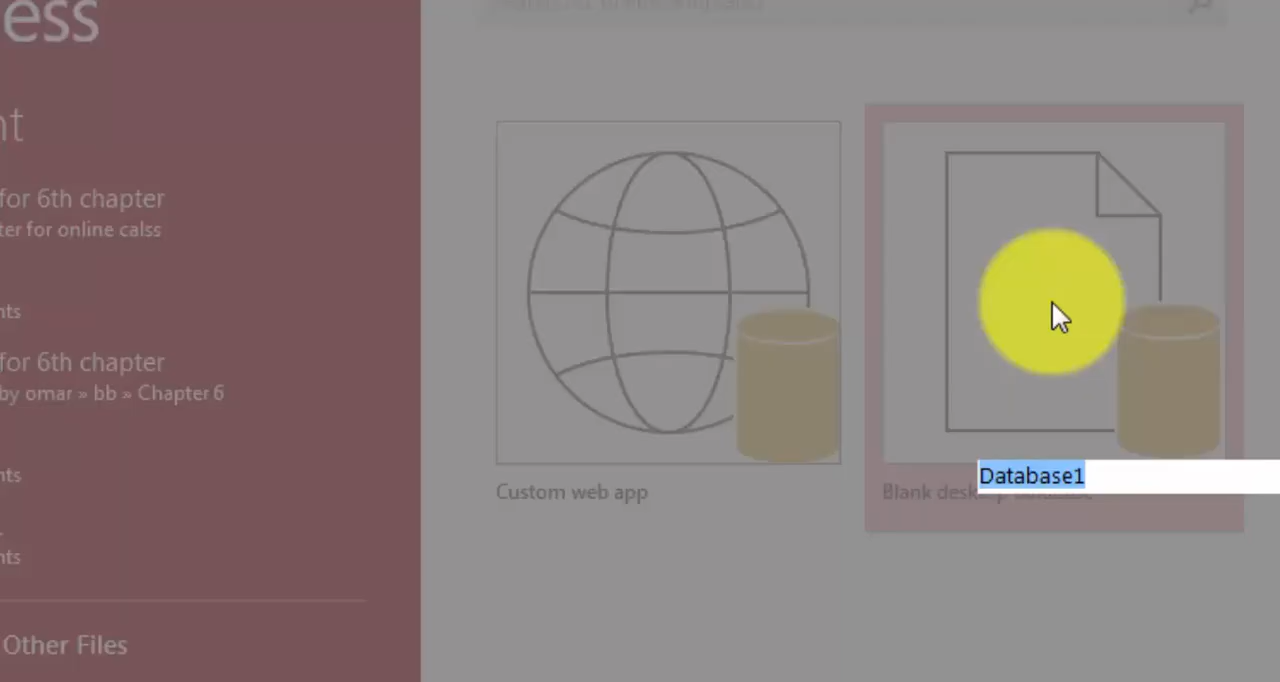 ess
nt
for 6th chapter
ter for online calss
nts
for 6th chapter
by omar » bb » Chapter 6
nts
nts
Other Files
Custom web app
Database1
Blank desk